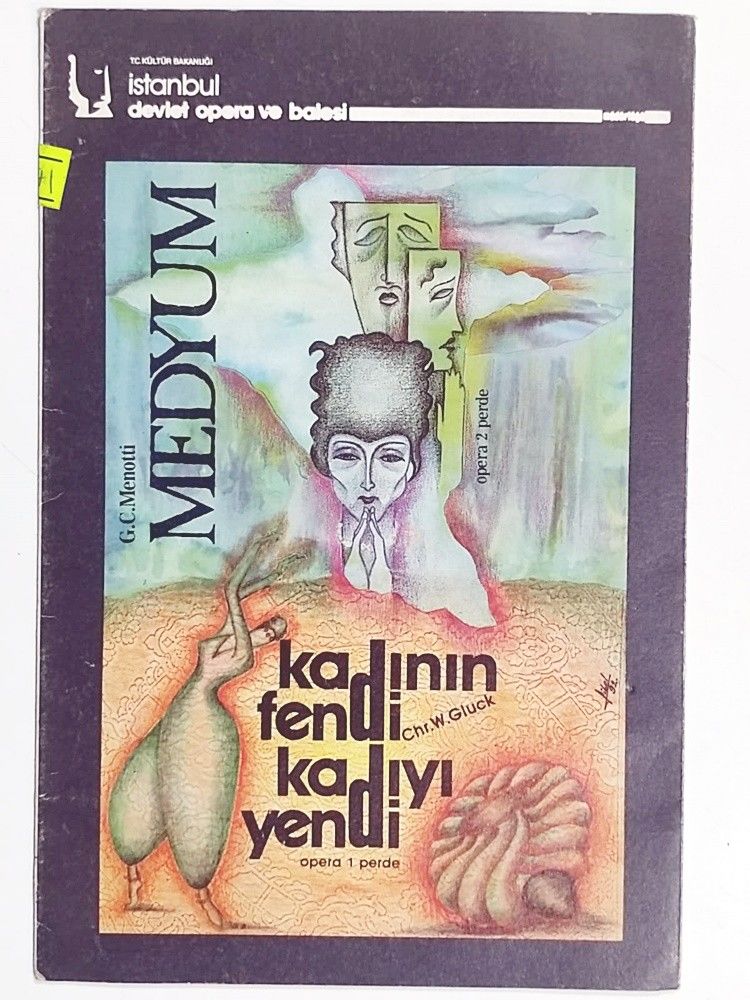 T.C. KÜLTÜR BAKANLIĞI
istanbul
devlet opera ve balesi
MEDYUM
G.C.Menotti
opera 2 perde
kadının
fendi
Chr.W.Gluck
kadıyı
yendi
opera 1 perde